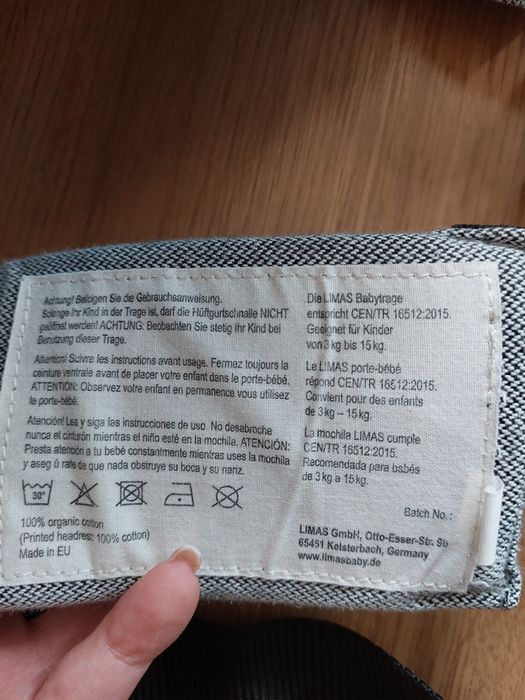 Achtung! Befolgen Sie die Gebrauchsanweisung.
Solange Ihr Kind in der Trage ist, darf die Hüftgurtschnalle NICHT
geöffnet werden! ACHTUNG: Beobachten Sie stetig ihr Kind bei
Benutzung dieser Trage.
Attention! Suivre les instructions avant usage. Fermez toujours la
ceinture ventrale avant de placer votre enfant dans le porte-bébé.
ATTENTION: Observez votre enfant en permanence vous utilisez
le porte-bébé.
Atención! Lea y siga las instrucciones de uso. No desabroche
nunca el cinturón mientras el niño esté en la mochila. ATENCIÓN:
Presta atención a tu bebé constantemente mientras uses la mochila
y asegúrate de que nada obstruye su boca y su nariz.
30°
100% organic cotton
(Printed headrest: 100% cotton)
Made in EU
Die LIMAS Babytrage
entspricht CEN/TR 16512:2015.
Geeignet für Kinder
von 3 kg bis 15 kg.
Le LIMAS porte-bébé
répond CEN/TR 16512:2015.
Convient pour des enfants
de 3kg – 15 kg.
La mochila LIMAS cumple
CEN/TR 16512:2015.
Recomendada para bebés
de 3 kg a 15 kg.
Batch No.:
LIMAS GmbH, Otto-Esser-Str. 9b
65451 Kelsterbach, Germany
www.limasbaby.de